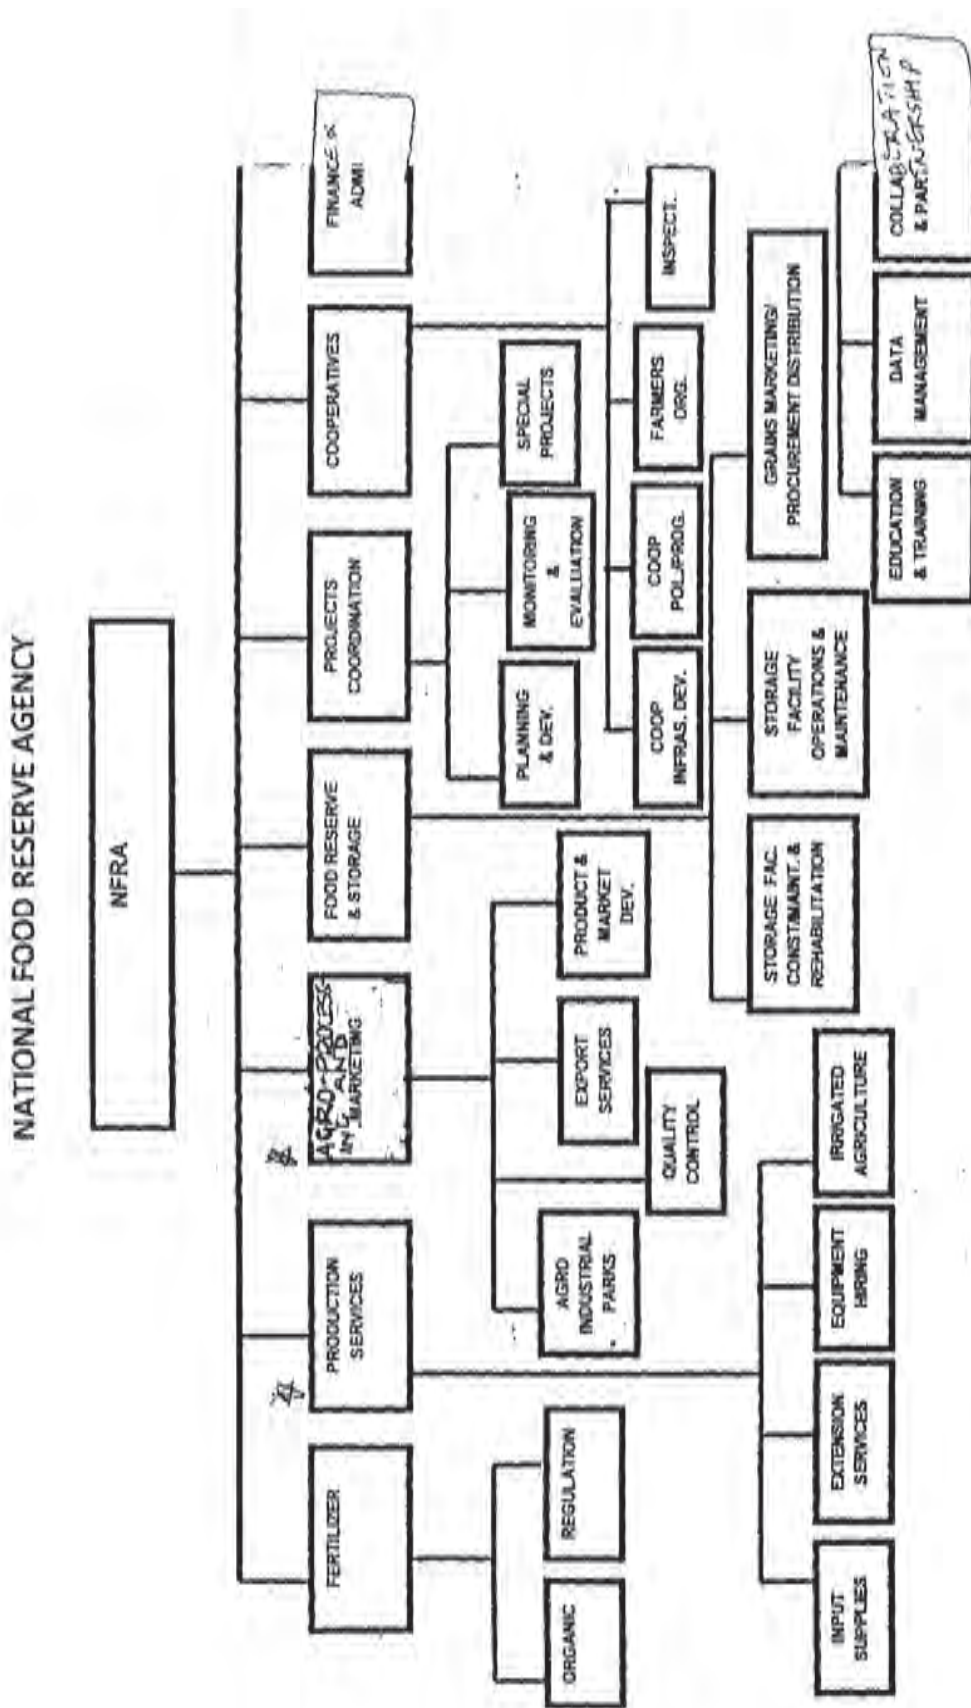 NATIONAL FOOD RESERVE AGENCY
NFRA
FERTILIZER
PRODUCTION
SERVICES
AGRO-PROCESS-
ING AND
MARKETING
FOOD RESERVE
& STORAGE
PROJECTS
COORDINATION
COOPERATIVES
FINANCE &
ADMI
ORGANIC
REGULATION
AGRO
INDUSTRIAL
PARKS
EXPORT
SERVICES
PRODUCT &
MARKET
DEV.
QUALITY
CONTROL
PLANNING
& DEV.
MONITORING
&
EVALUATION
SPECIAL
PROJECTS
COOP
INFRAS. DEV.
COOP
POL./PROG.
FARMERS
ORG.
INSPECT.
INPUT
SUPPLIES
EXTENSION
SERVICES
EQUIPMENT
HIRING
IRRIGATED
AGRICULTURE
STORAGE FAC.
CONST/MAINT. &
REHABILITATION
STORAGE
FACILITY
OPERATIONS &
MAINTENANCE
GRAINS MARKETING/
PROCUREMENT DISTRIBUTION
EDUCATION
& TRAINING
DATA
MANAGEMENT
COLLABORATION
& PARTNERSHIP